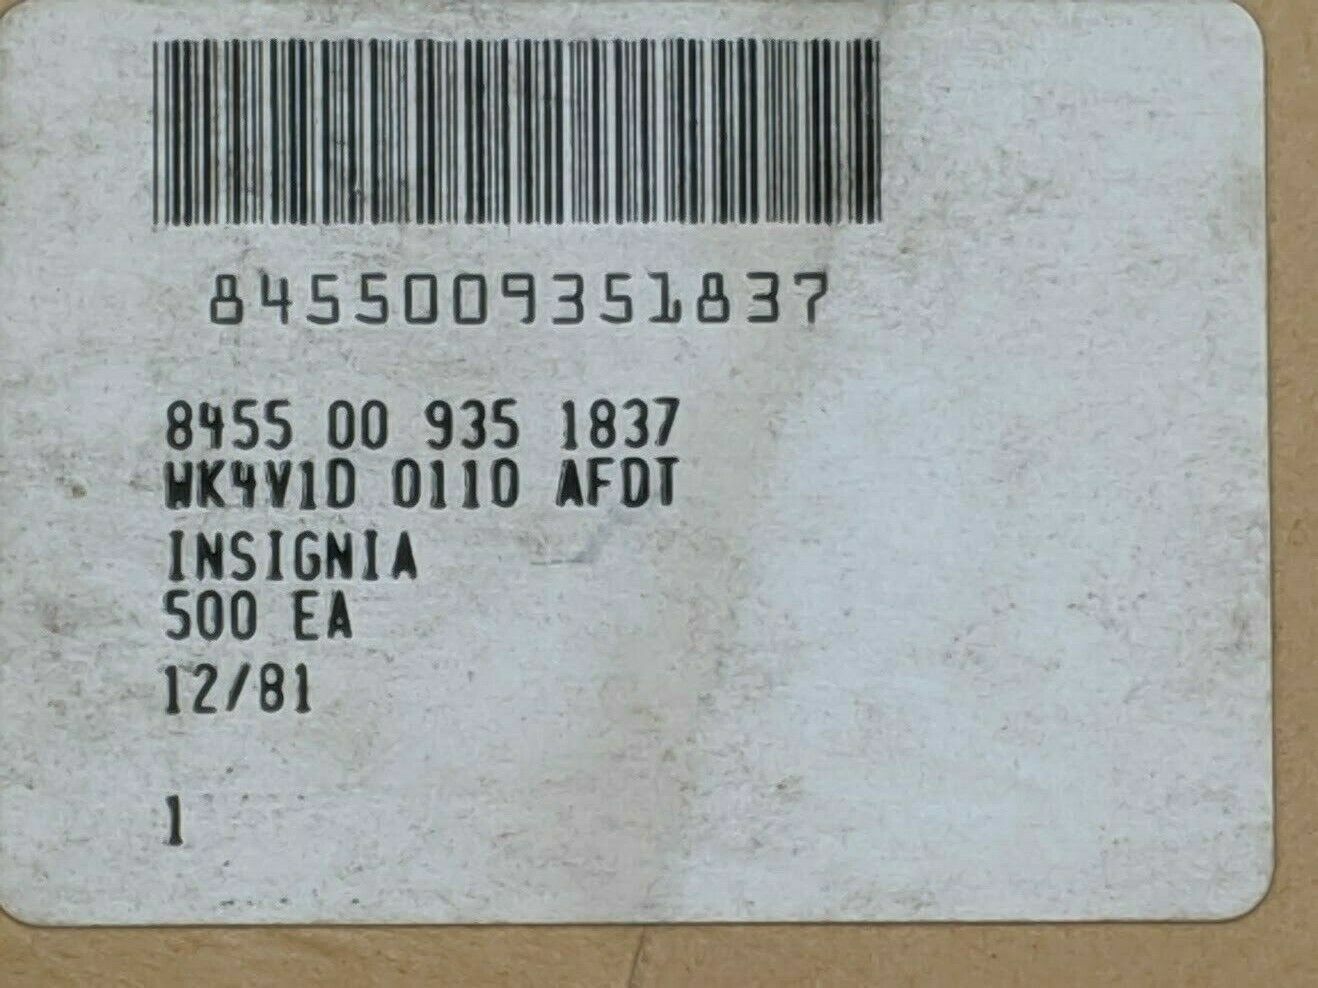 8455009351837
8455 00 935 1837
WK4V1D 0110 AFDT
INSIGNIA
500 EA
12/81
1